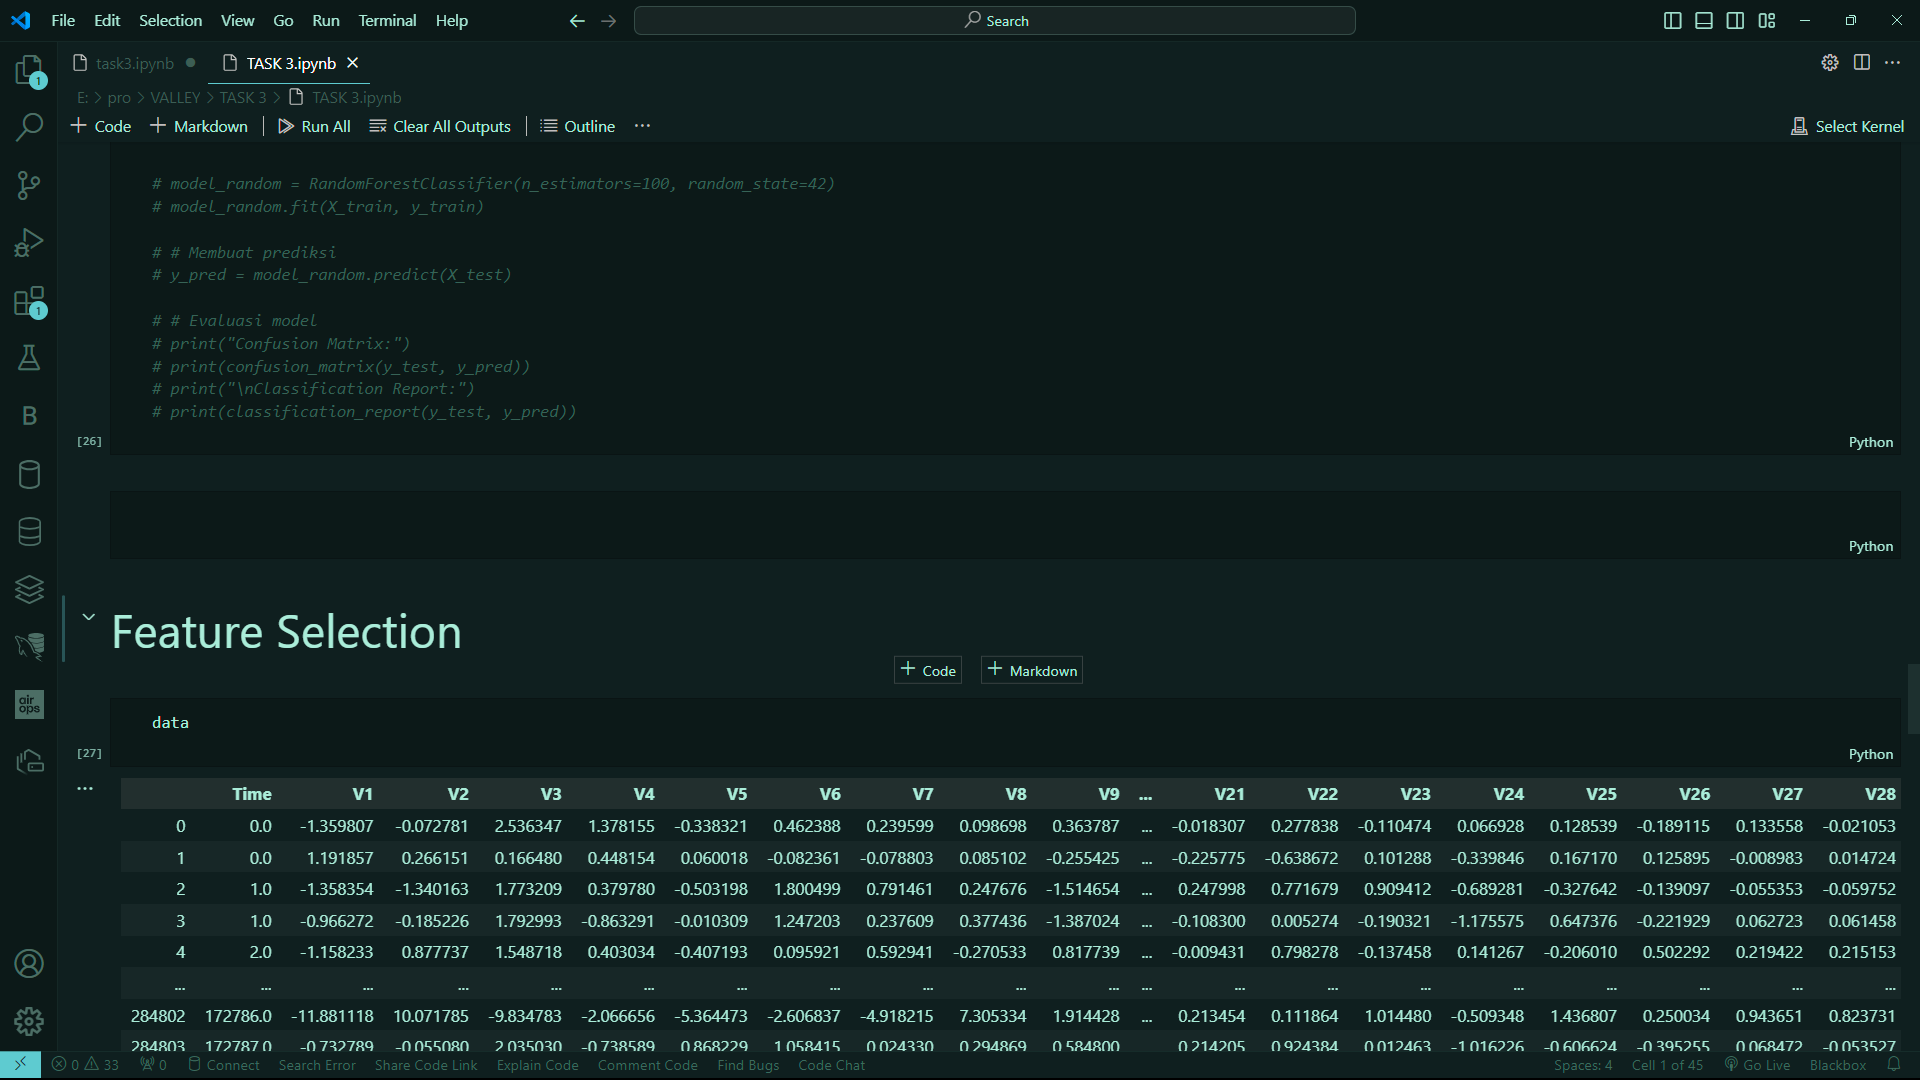 File Edit Selection View Go Run Terminal Help
Search
task3.ipynb
TASK 3.ipynb
E: > pro > VALLEY > TASK 3 > TASK 3.ipynb
+ Code + Markdown Run All Clear All Outputs Outline ...
Select Kernel
# model_random = RandomForestClassifier(n_estimators=100, random_state=42)
# model_random.fit(X_train, y_train)
# # Membuat prediksi
# y_pred = model_random.predict(X_test)
# # Evaluasi model
# print("Confusion Matrix:")
# print(confusion_matrix(y_test, y_pred))
# print("\nClassification Report:")
# print(classification_report(y_test, y_pred))
[26]
Python
Python
Feature Selection
+ Code + Markdown
data
[27]
Python
...
Time V1 V2 V3 V4 V5 V6 V7 V8 V9 ... V21 V22 V23 V24 V25 V26 V27 V28
0 0.0 -1.359807 -0.072781 2.536347 1.378155 -0.338321 0.462388 0.239599 0.098698 0.363787 ... -0.018307 0.277838 -0.110474 0.066928 0.128539 -0.189115 0.133558 -0.021053
1 0.0 1.191857 0.266151 0.166480 0.448154 0.060018 -0.082361 -0.078803 0.085102 -0.255425 ... -0.225775 -0.638672 0.101288 -0.339846 0.167170 0.125895 -0.008983 0.014724
2 1.0 -1.358354 -1.340163 1.773209 0.379780 -0.503198 1.800499 0.791461 0.247676 -1.514654 ... 0.247998 0.771679 0.909412 -0.689281 -0.327642 -0.139097 -0.055353 -0.059752
3 1.0 -0.966272 -0.185226 1.792993 -0.863291 -0.010309 1.247203 0.237609 0.377436 -1.387024 ... -0.108300 0.005274 -0.190321 -1.175575 0.647376 -0.221929 0.062723 0.061458
4 2.0 -1.158233 0.877737 1.548718 0.403034 -0.407193 0.095921 0.592941 -0.270533 0.817739 ... -0.009431 0.798278 -0.137458 0.141267 -0.206010 0.502292 0.219422 0.215153
... ... ... ... ... ... ... ... ... ... ... ... ... ... ... ... ... ... ... ...
284802 172786.0 -11.881118 10.071785 -9.834783 -2.066656 -5.364473 -2.606837 -4.918215 7.305334 1.914428 ... 0.213454 0.111864 1.014480 -0.509348 1.436807 0.250034 0.943651 0.823731
284803 172787.0 -0.732789 -0.055080 2.035030 -0.738589 0.868229 1.058415 0.024330 0.294869 0.584800 0.214205 0.924384 0.012463 -1.016226 -0.606624 -0.395255 0.068472 -0.053527
1
1
B
air ops
0 33 0 Connect Search Error Share Code Link Explain Code Comment Code Find Bugs Code Chat Spaces: 4 Cell 1 of 45 Go Live Blackbox